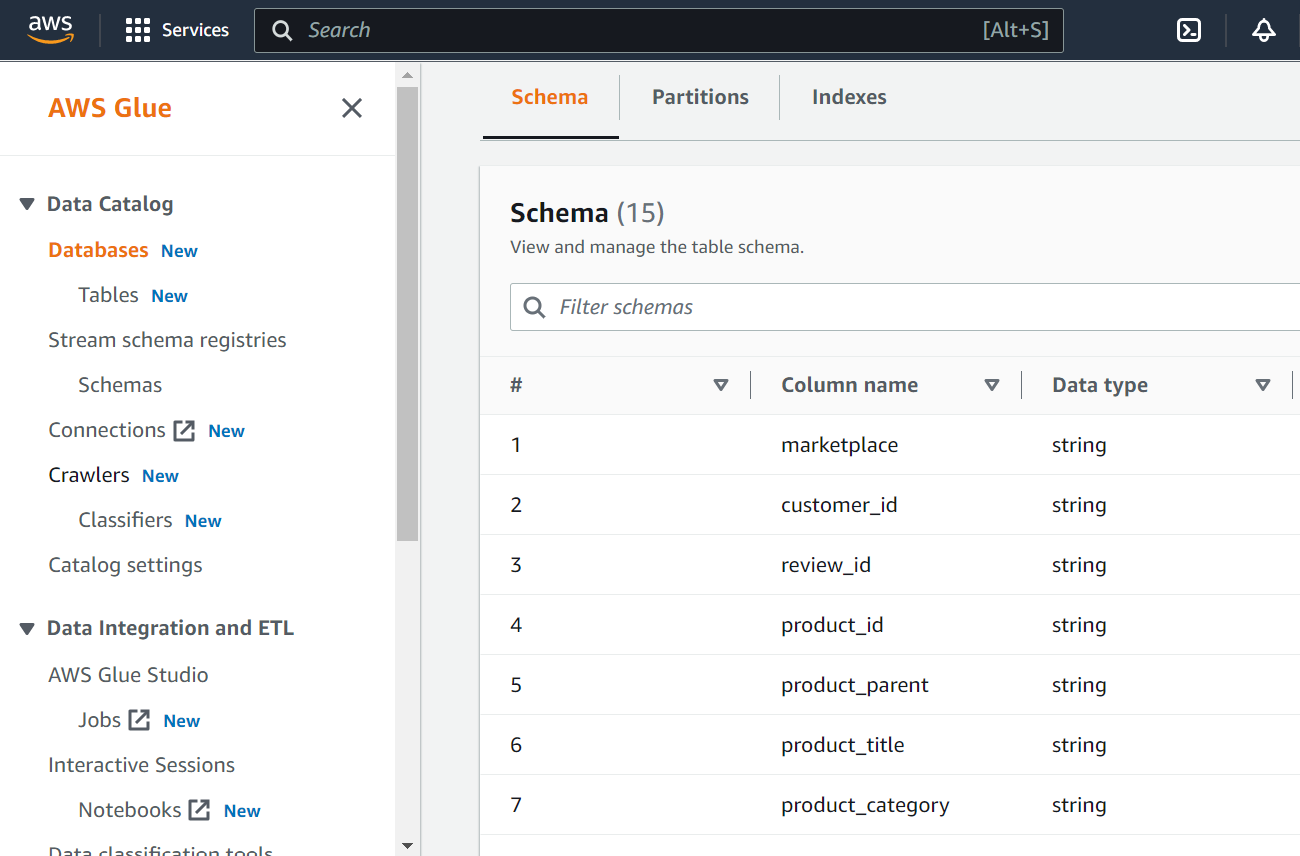 aws Services Search [Alt+S]
AWS Glue
Data Catalog
Databases New
Tables New
Stream schema registries
Schemas
Connections New
Crawlers New
Classifiers New
Catalog settings
Data Integration and ETL
AWS Glue Studio
Jobs New
Interactive Sessions
Notebooks New
Data classification tools
Schema Partitions Indexes
Schema (15)
View and manage the table schema.
Filter schemas
# Column name Data type
1 marketplace string
2 customer_id string
3 review_id string
4 product_id string
5 product_parent string
6 product_title string
7 product_category string